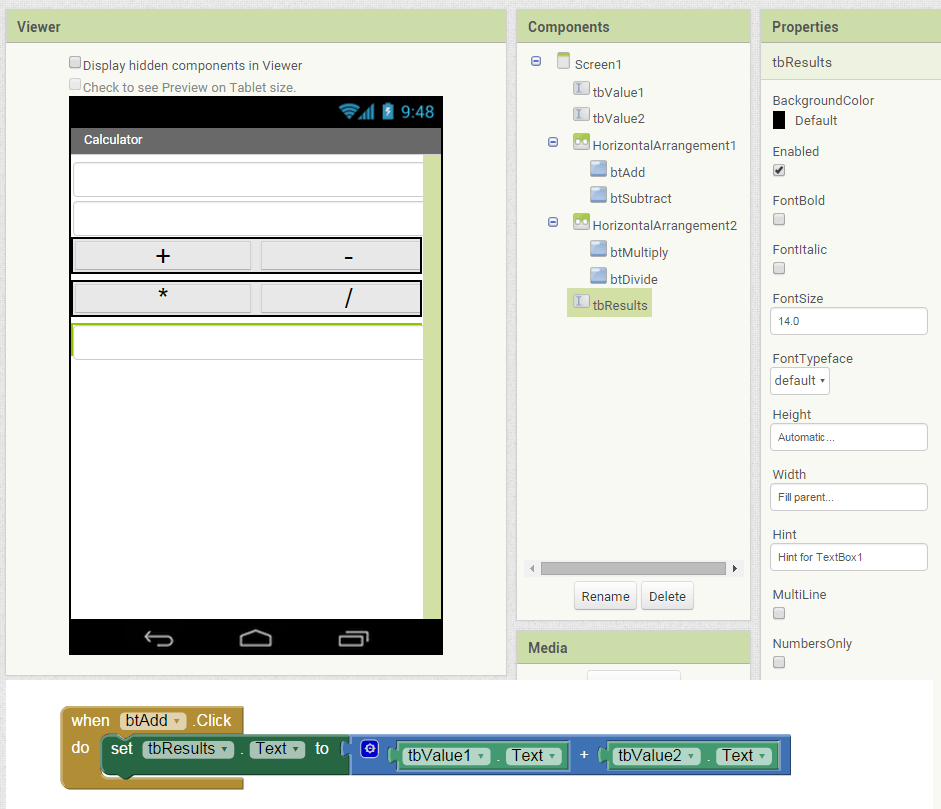 Viewer
Display hidden components in Viewer
Check to see Preview on Tablet size.
9:48
Calculator
+ -
* /
Components
Screen1
tbValue1
tbValue2
HorizontalArrangement1
btAdd
btSubtract
HorizontalArrangement2
btMultiply
btDivide
tbResults
Rename Delete
Media
Properties
tbResults
BackgroundColor
Default
Enabled
FontBold
FontItalic
FontSize
14.0
FontTypeface
default
Height
Automatic...
Width
Fill parent...
Hint
Hint for TextBox1
MultiLine
NumbersOnly
when btAdd .Click
do set tbResults . Text to tbValue1 . Text + tbValue2 . Text